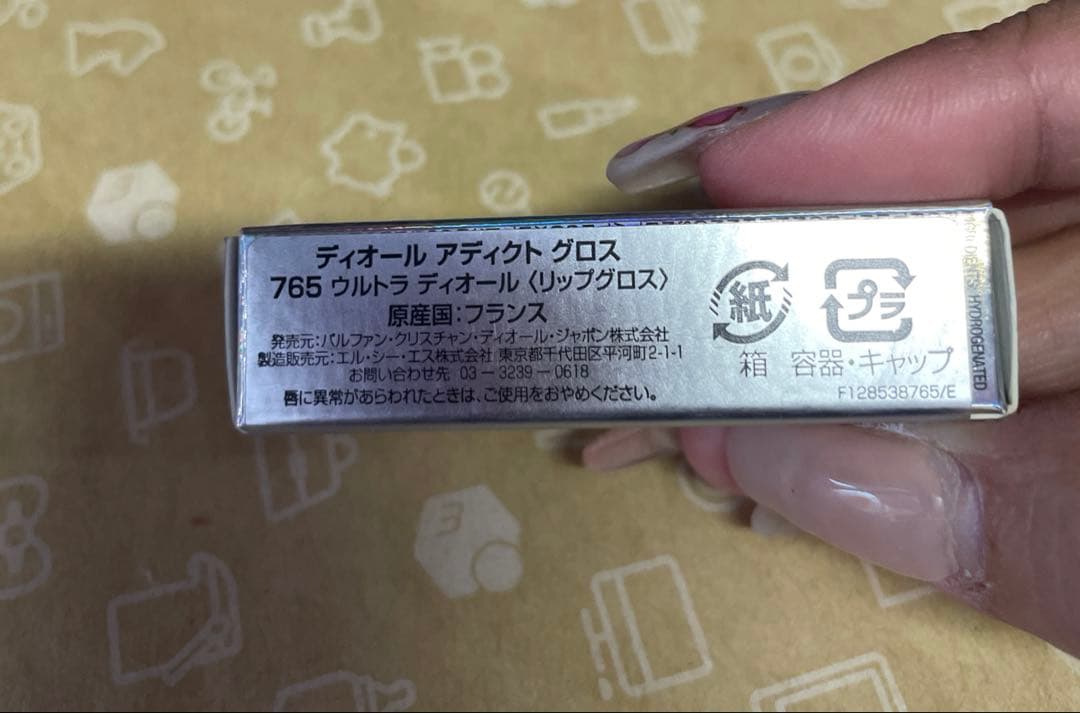 ディオール アディクト グロス
765 ウルトラ ディオール〈リップグロス〉
原産国：フランス
発売元：パルファン・クリスチャン・ディオール・ジャポン株式会社
製造販売元：エル・シー・エス株式会社 東京都千代田区平河町2-1-1
お問い合わせ先 03－3239－0618
唇に異常があらわれたときは、ご使用をおやめください。
紙
箱
プラ
容器・キャップ
F128538765/E
HYDROGENATED